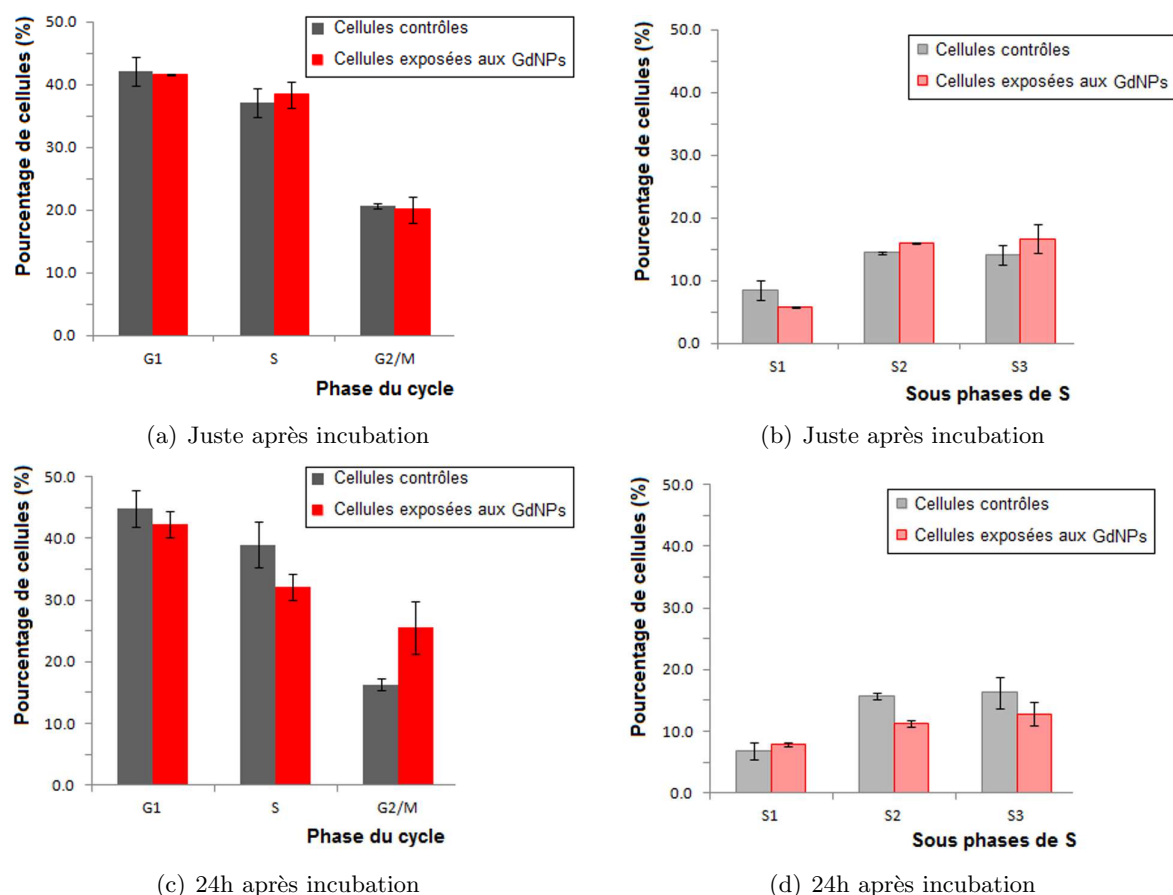 Pourcentage de cellules (%)
50.0
40.0
30.0
20.0
10.0
0.0
Cellules contrôles
Cellules exposées aux GdNPs
G1 S G2/M
Phase du cycle
(a) Juste après incubation
Pourcentage de cellules (%)
50.0
40.0
30.0
20.0
10.0
0.0
Cellules contrôles
Cellules exposées aux GdNPs
S1 S2 S3
Sous phases de S
(b) Juste après incubation
Pourcentage de cellules (%)
50.0
40.0
30.0
20.0
10.0
0.0
Cellules contrôles
Cellules exposées aux GdNPs
G1 S G2/M
Phase du cycle
(c) 24h après incubation
Pourcentage de cellules (%)
50.0
40.0
30.0
20.0
10.0
0.0
Cellules contrôles
Cellules exposées aux GdNPs
S1 S2 S3
Sous phases de S
(d) 24h après incubation